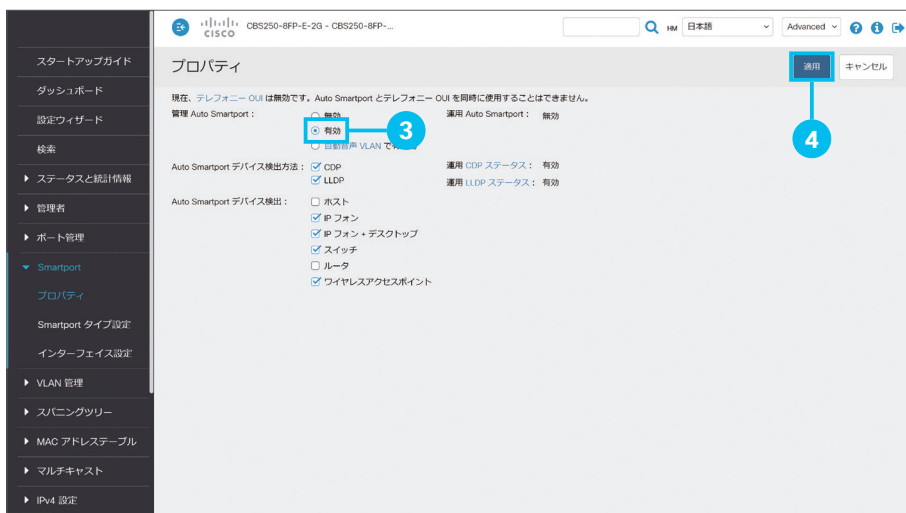 CISCO
CBS250-8FP-E-2G - CBS250-8FP-...
HM
日本語
Advanced
スタートアップガイド
ダッシュボード
設定ウィザード
検索
ステータスと統計情報
管理者
ポート管理
Smartport
プロパティ
Smartport タイプ設定
インターフェイス設定
VLAN 管理
スパニングツリー
MAC アドレステーブル
マルチキャスト
IPv4 設定
プロパティ
適用
キャンセル
4
現在、テレフォニー OUI は無効です。Auto Smartport とテレフォニー OUI を同時に使用することはできません。
管理 Auto Smartport：
無効
運用 Auto Smartport： 無効
有効
3
自動音声 VLAN で
Auto Smartport デバイス検出方法： CDP
運用 CDP ステータス： 有効
LLDP
運用 LLDP ステータス： 有効
Auto Smartport デバイス検出： ホスト
IP フォン
IP フォン + デスクトップ
スイッチ
ルータ
ワイヤレスアクセスポイント